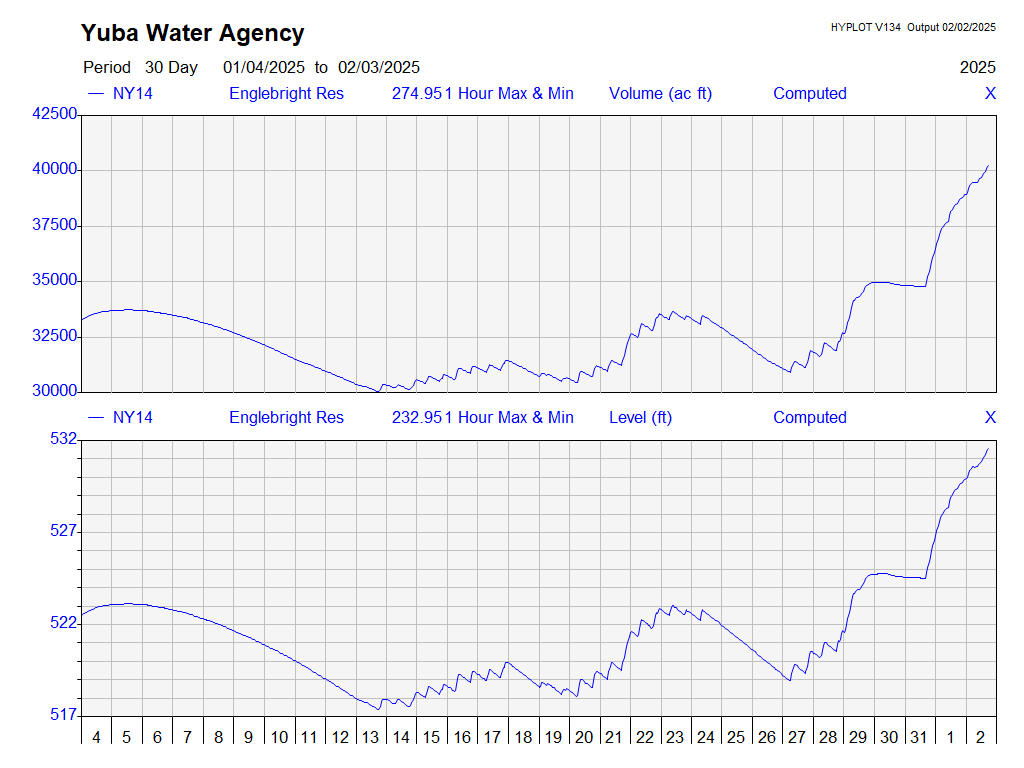 Yuba Water Agency
HYPLOT V134 Output 02/02/2025
Period 30 Day 01/04/2025 to 02/03/2025
2025
NY14 Englebright Res 274.951 Hour Max & Min Volume (ac ft) Computed X
42500
40000
37500
35000
32500
30000
NY14 Englebright Res 232.951 Hour Max & Min Level (ft) Computed X
532
527
522
517
4 5 6 7 8 9 10 11 12 13 14 15 16 17 18 19 20 21 22 23 24 25 26 27 28 29 30 31 1 2